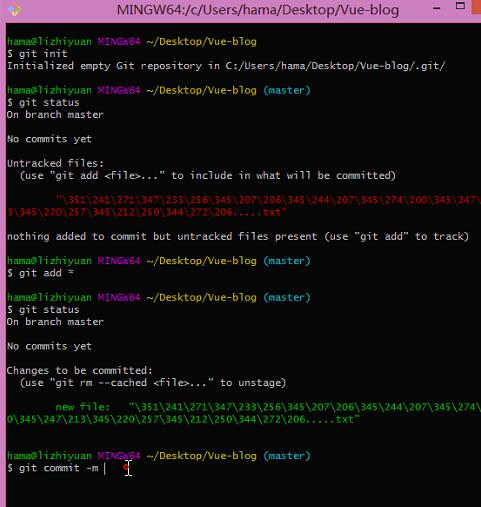 MINGW64:/c/Users/hama/Desktop/Vue-blog
hama@lizhiyuan MINGW64 ~/Desktop/Vue-blog
$ git init
Initialized empty Git repository in C:/Users/hama/Desktop/Vue-blog/.git/
hama@lizhiyuan MINGW64 ~/Desktop/Vue-blog (master)
$ git status
On branch master
No commits yet
Untracked files:
(use "git add <file>..." to include in what will be committed)
"\351\241\271\347\233\256\345\207\206\345\244\207\345\274\200\345\247
3\345\220\257\345\212\250\344\272\206.....txt"
nothing added to commit but untracked files present (use "git add" to track)
hama@lizhiyuan MINGW64 ~/Desktop/Vue-blog (master)
$ git add *
hama@lizhiyuan MINGW64 ~/Desktop/Vue-blog (master)
$ git status
On branch master
No commits yet
Changes to be committed:
(use "git rm --cached <file>..." to unstage)
new file: "\351\241\271\347\233\256\345\207\206\345\244\207\345\274
0\345\247\213\345\220\257\345\212\250\344\272\206.....txt"
hama@lizhiyuan MINGW64 ~/Desktop/Vue-blog (master)
$ git commit -m